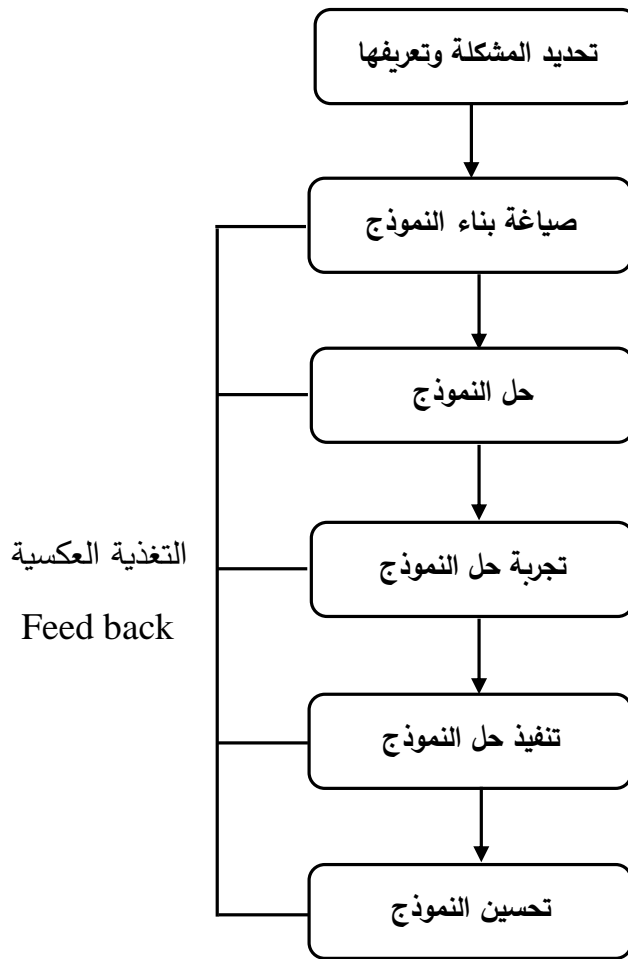 تحديد المشكلة وتعريفها
صياغة بناء النموذج
حل النموذج
تجربة حل النموذج
التغذية العكسية
Feed back
تنفيذ حل النموذج
تحسين النموذج